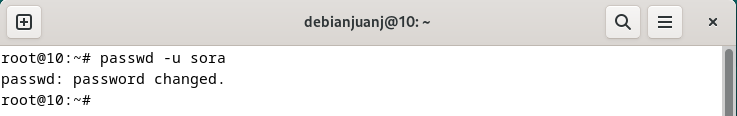 debianjuanj@10: ~
root@10:~# passwd -u sora
passwd: password changed.
root@10:~#